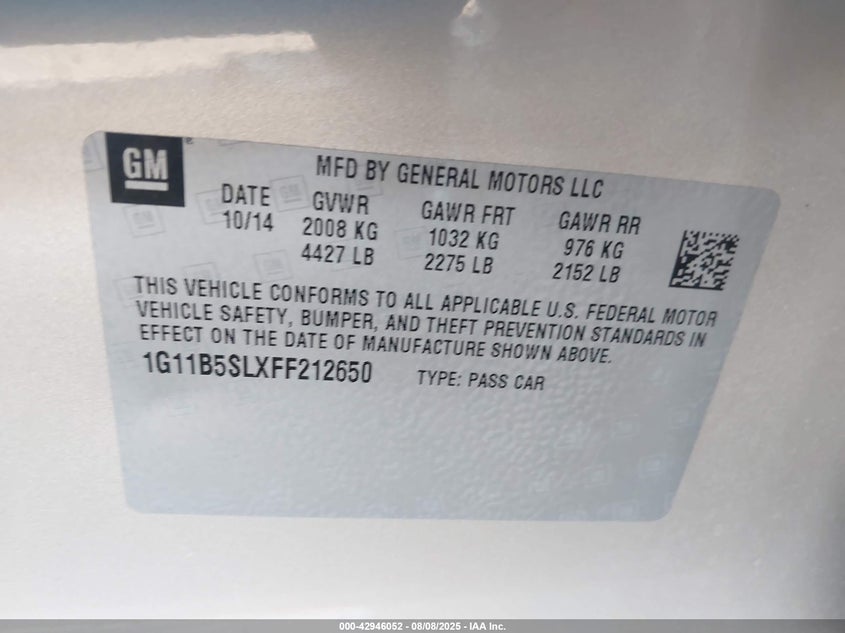 GM
MFD BY GENERAL MOTORS LLC
DATE GVWR GAWR FRT GAWR RR
10/14 2008 KG 1032 KG 976 KG
4427 LB 2275 LB 2152 LB
THIS VEHICLE CONFORMS TO ALL APPLICABLE U.S. FEDERAL MOTOR
VEHICLE SAFETY, BUMPER, AND THEFT PREVENTION STANDARDS IN
EFFECT ON THE DATE OF MANUFACTURE SHOWN ABOVE.
1G11B5SLXFF212650 TYPE: PASS CAR
000-42946052 - 08/08/2025 - IAA Inc.